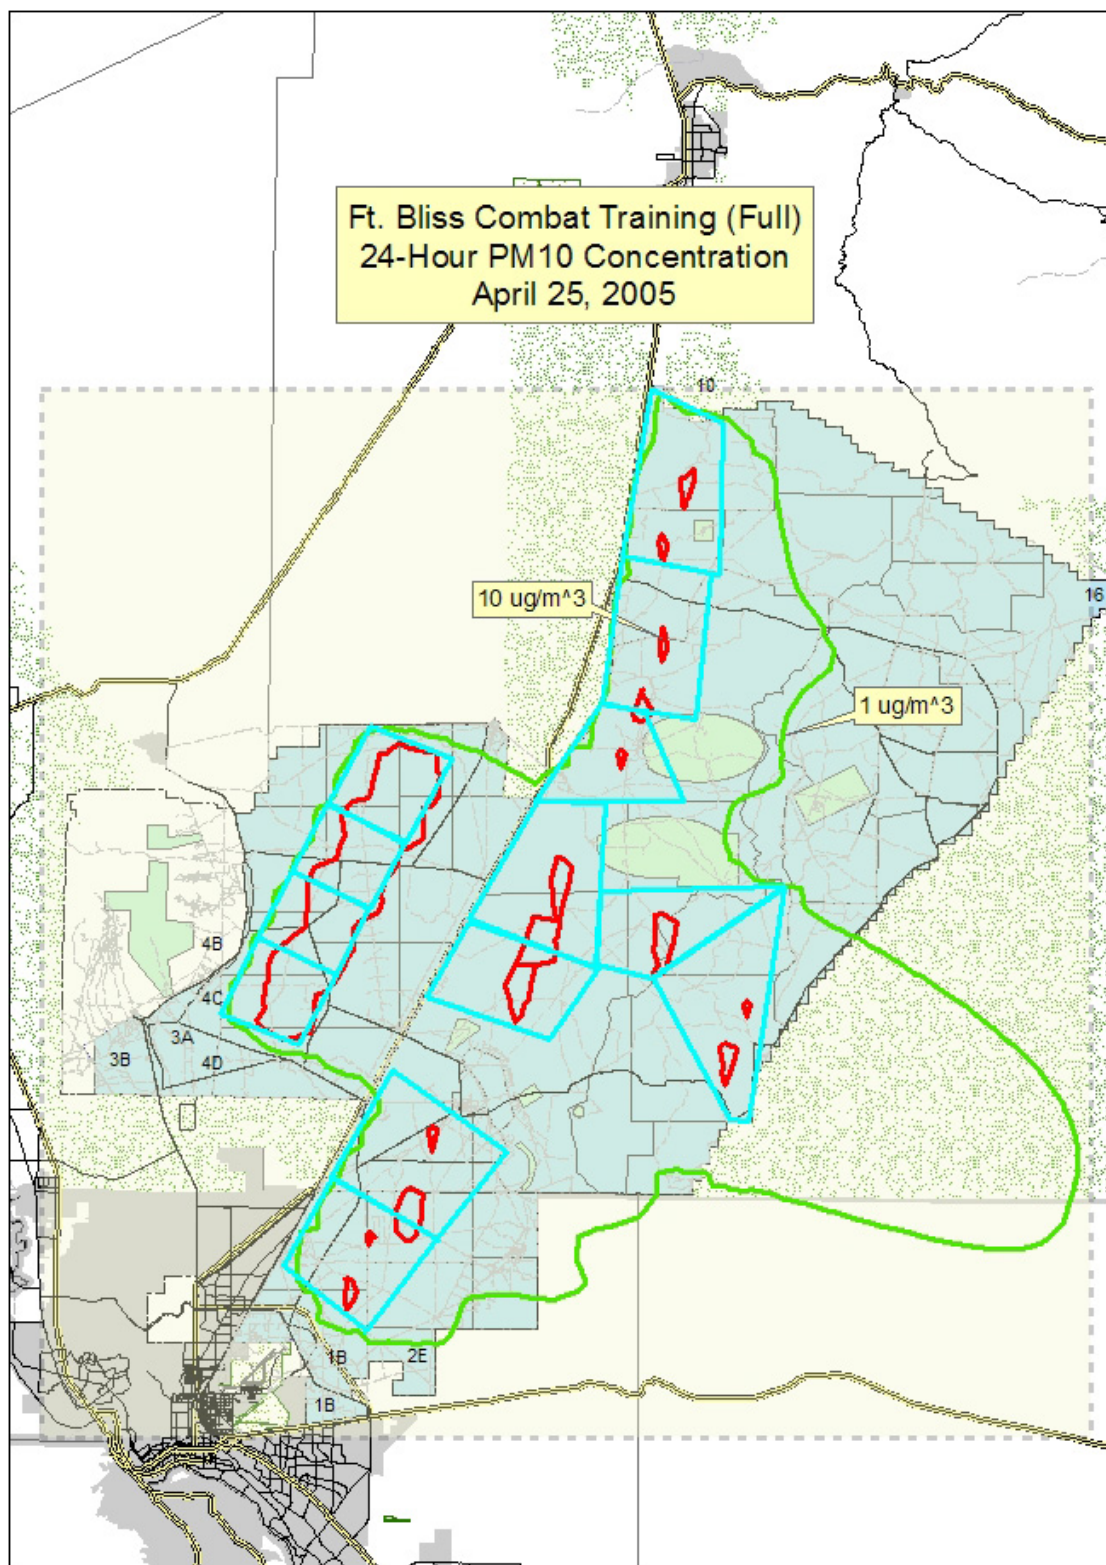 Ft. Bliss Combat Training (Full)
24-Hour PM10 Concentration
April 25, 2005
10
16
10 ug/m^3
1 ug/m^3
4B
4C
3A
3B
4D
1B
2E
1B